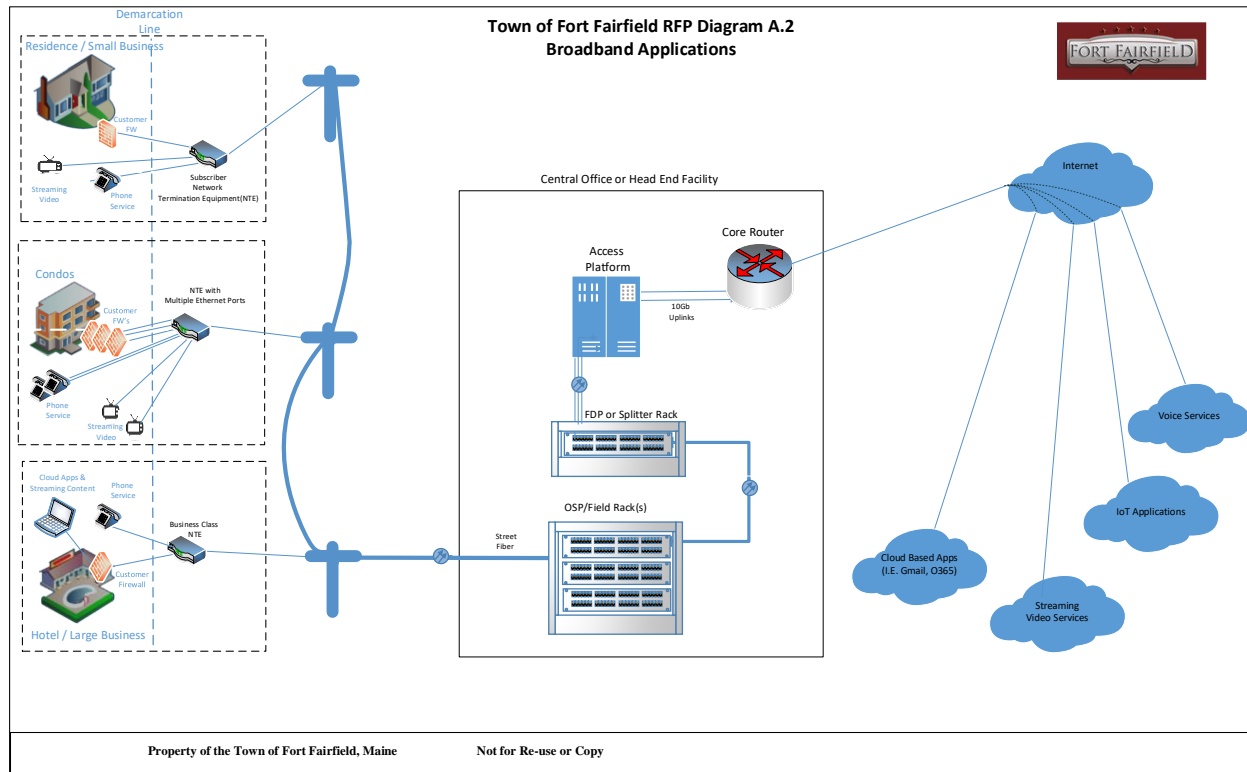 Town of Fort Fairfield RFP Diagram A.2
Broadband Applications
FORT FAIRFIELD
Demarcation
Line
Residence / Small Business
Customer
FW
Streaming
Video
Phone
Service
Subscriber
Network
Termination Equipment(NTE)
Condos
NTE with
Multiple Ethernet Ports
Customer
FW's
Phone
Service
Streaming
Video
Cloud Apps &
Streaming Content
Phone
Service
Business Class
NTE
Customer
Firewall
Hotel / Large Business
Street
Fiber
Central Office or Head End Facility
Access
Platform
Core Router
10Gb
Uplinks
FDP or Splitter Rack
OSP/Field Rack(s)
Internet
Voice Services
IoT Applications
Cloud Based Apps
(I.E. Gmail, O365)
Streaming
Video Services
Property of the Town of Fort Fairfield, Maine
Not for Re-use or Copy